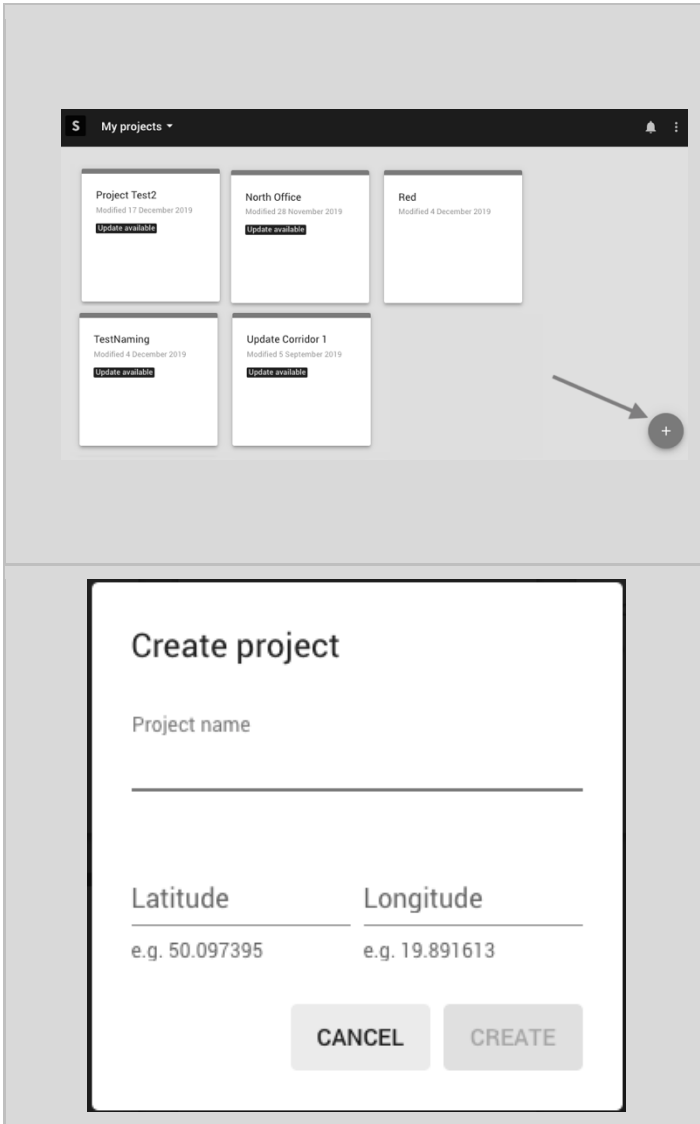 S My projects
Project Test2
Modified 17 December 2019
Update available
North Office
Modified 28 November 2019
Update available
Red
Modified 4 December 2019
TestNaming
Modified 4 December 2019
Update available
Update Corridor 1
Modified 5 September 2019
Update available
+
Create project
Project name
Latitude Longitude
e.g. 50.097395 e.g. 19.891613
CANCEL CREATE